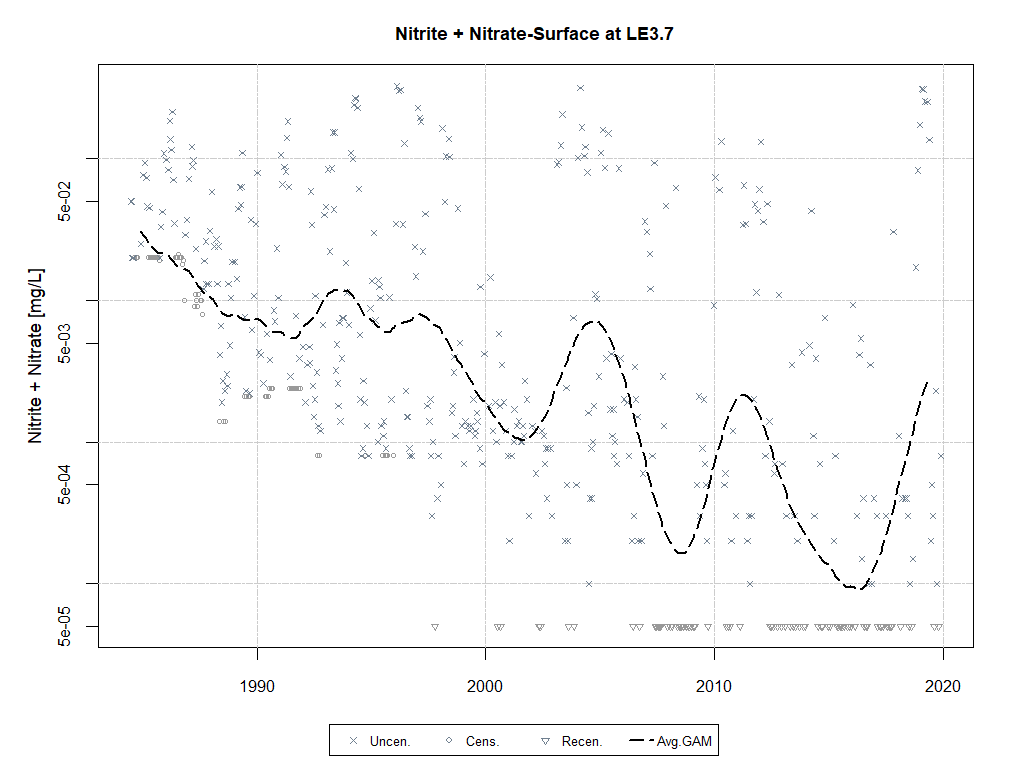 Nitrite + Nitrate-Surface at LE3.7
Nitrite + Nitrate [mg/L]
5e-02
5e-03
5e-04
5e-05
1990 2000 2010 2020
Uncen. Cens. Recen. Avg.GAM